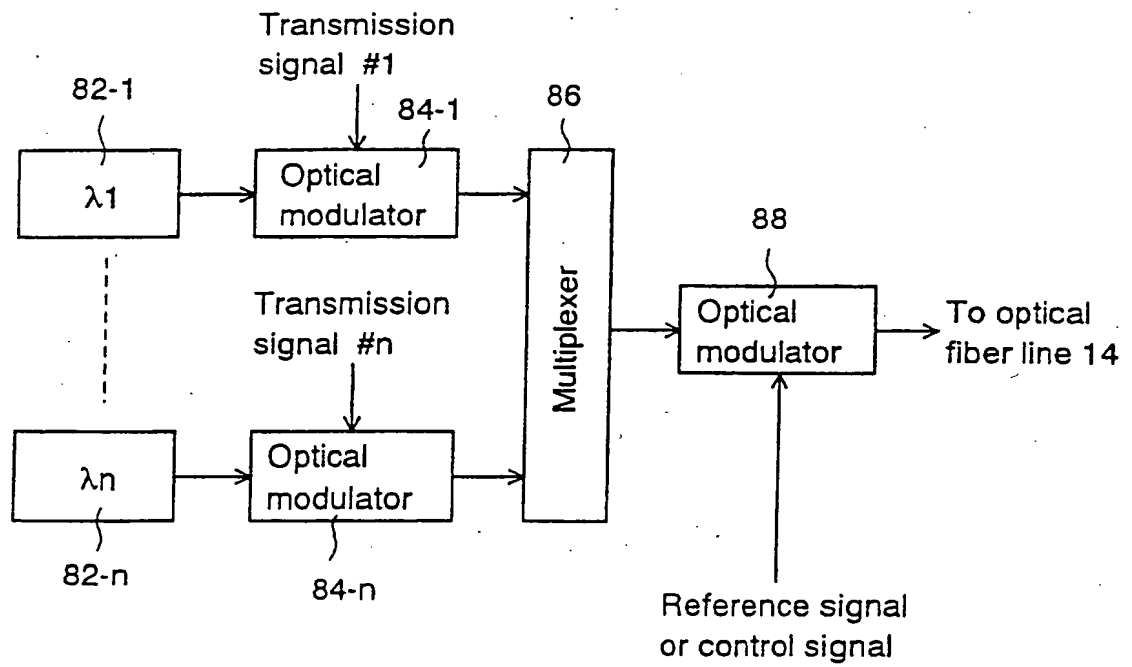 Transmission
signal #1
82-1
84-1
86
λ1
Optical
modulator
88
Transmission
signal #n
Multiplexer
Optical
modulator
To optical
fiber line 14
λn
Optical
modulator
82-n
84-n
Reference signal
or control signal